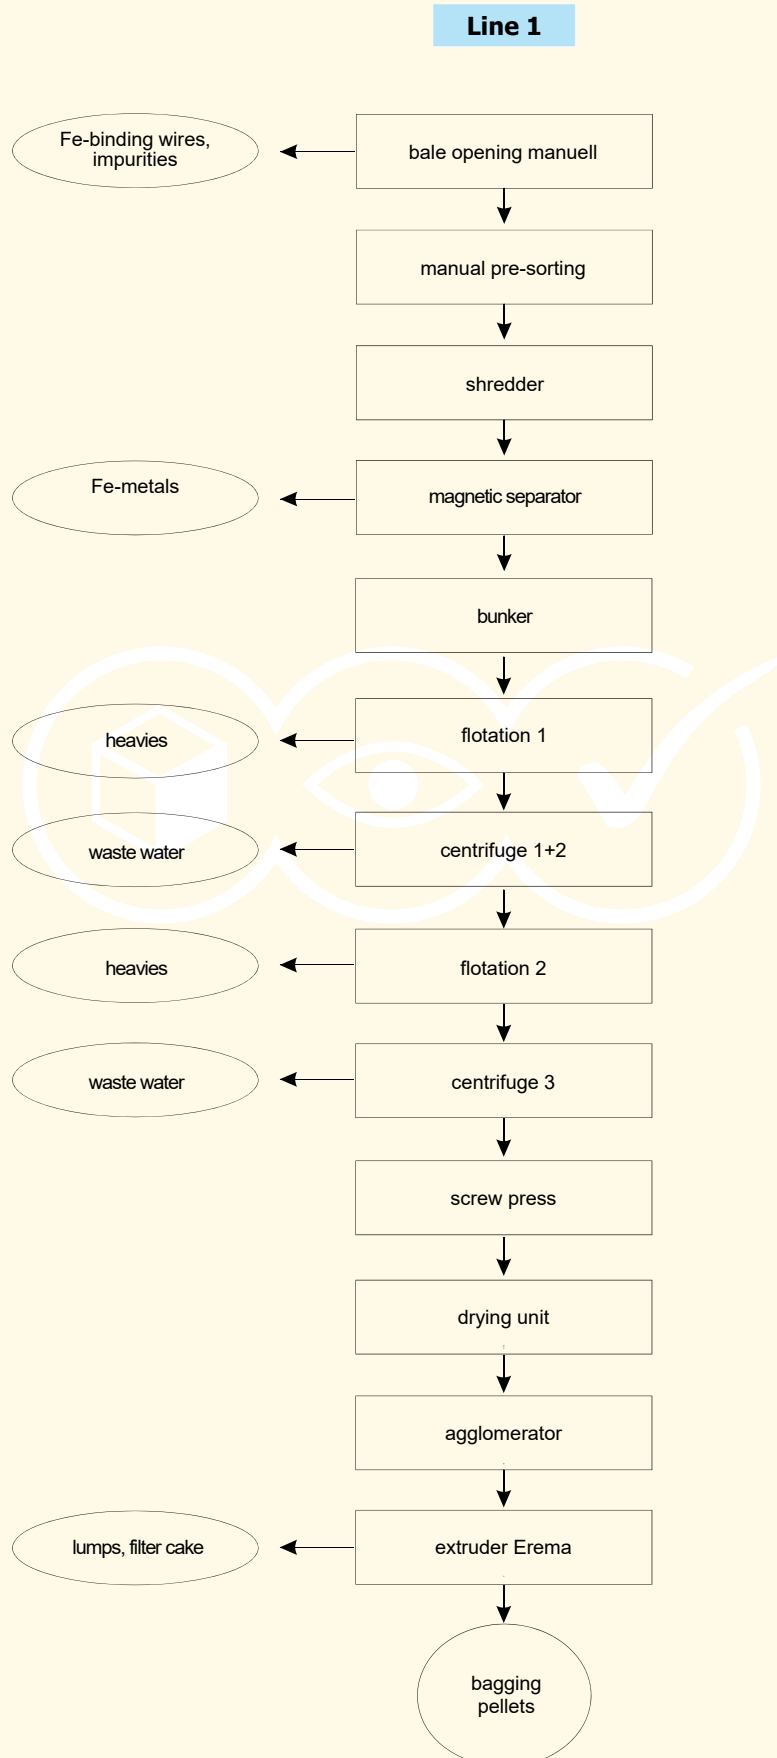 Line 1
Fe-binding wires,
impurities
bale opening manuell
manual pre-sorting
shredder
Fe-metals
magnetic separator
bunker
heavies
flotation 1
waste water
centrifuge 1+2
heavies
flotation 2
waste water
centrifuge 3
screw press
drying unit
agglomerator
lumps, filter cake
extruder Erema
bagging
pellets